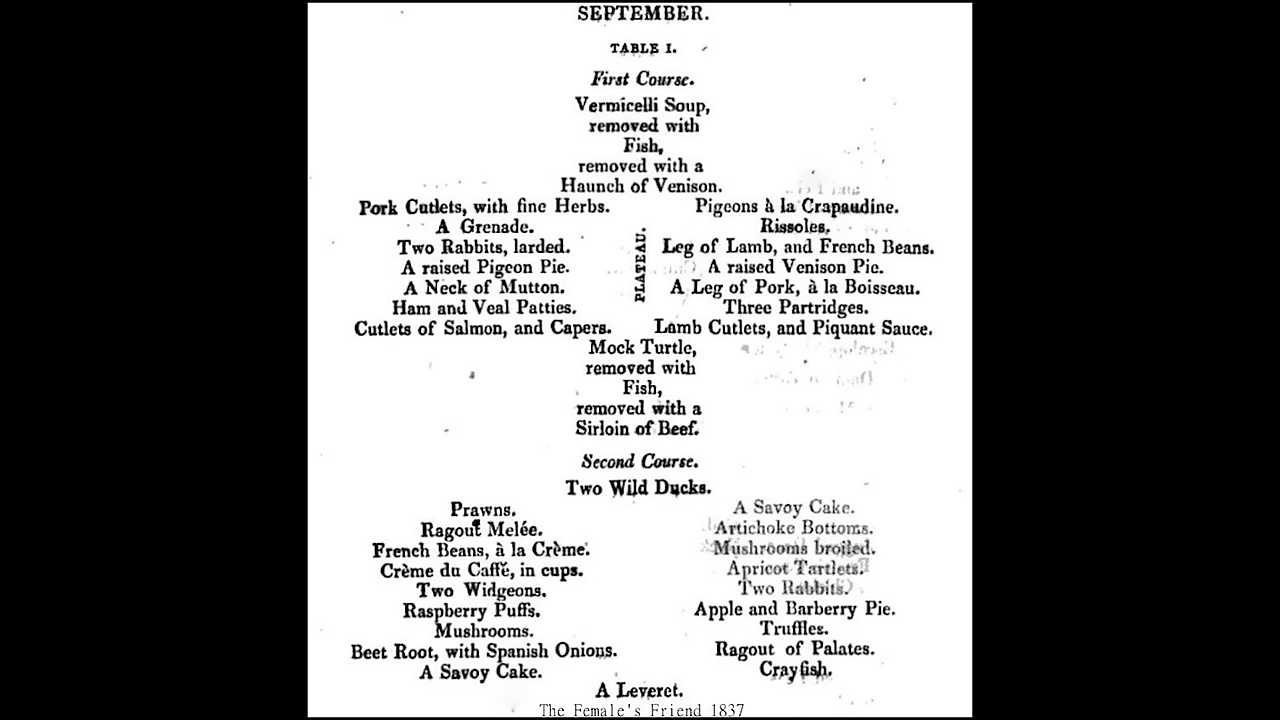 SEPTEMBER.
TABLE I.
First Course.
Vermicelli Soup,
removed with
Fish,
removed with a
Haunch of Venison.
Pork Cutlets, with fine Herbs. Pigeons à la Crapaudine.
A Grenade. Rissoles.
Two Rabbits, larded. Leg of Lamb, and French Beans.
A raised Pigeon Pie. A raised Venison Pie.
PLATEAU.
A Neck of Mutton. A Leg of Pork, à la Boisseau.
Ham and Veal Patties. Three Partridges.
Cutlets of Salmon, and Capers. Lamb Cutlets, and Piquant Sauce.
Mock Turtle,
removed with
Fish,
removed with a
Sirloin of Beef.
Second Course.
Two Wild Ducks.
Prawns. A Savoy Cake.
Ragout Melée. Artichoke Bottoms.
French Beans, à la Crème. Mushrooms broiled.
Crème du Caffé, in cups. Apricot Tartlets.
Two Widgeons. Two Rabbits.
Raspberry Puffs. Apple and Barberry Pie.
Mushrooms. Truffles.
Beet Root, with Spanish Onions. Ragout of Palates.
A Savoy Cake. Crayfish.
A Leveret.
The Female's Friend 1837